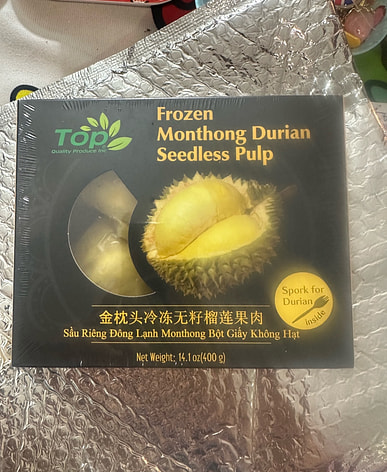 Frozen
Monthong Durian
Seedless Pulp
Top
Quality Produce Inc
Spork for
Durian
inside
金枕头冷冻无籽榴莲果肉
Sầu Riêng Đông Lạnh Monthong Bột Giấy Không Hạt
Net Weight: 14.1 oz(400 g)